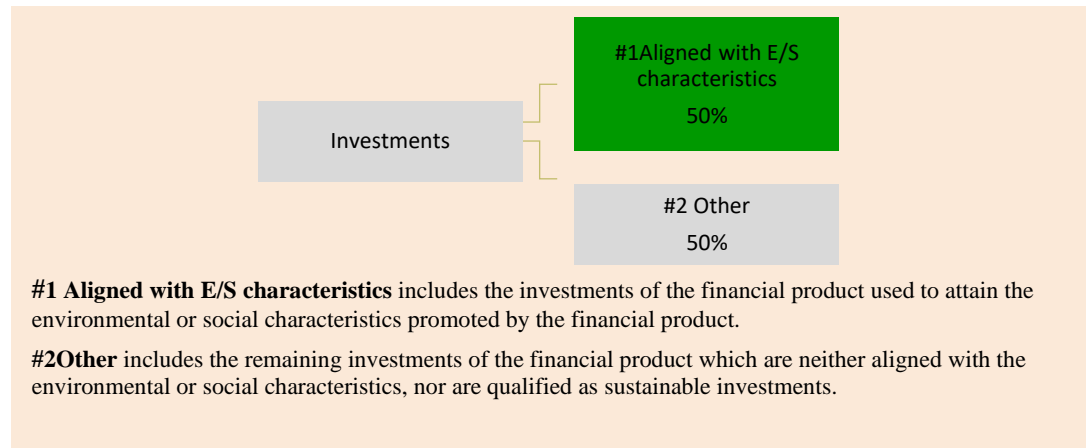 #1Aligned with E/S
characteristics
50%
Investments
#2 Other
50%
#1 Aligned with E/S characteristics includes the investments of the financial product used to attain the
environmental or social characteristics promoted by the financial product.
#2Other includes the remaining investments of the financial product which are neither aligned with the
environmental or social characteristics, nor are qualified as sustainable investments.